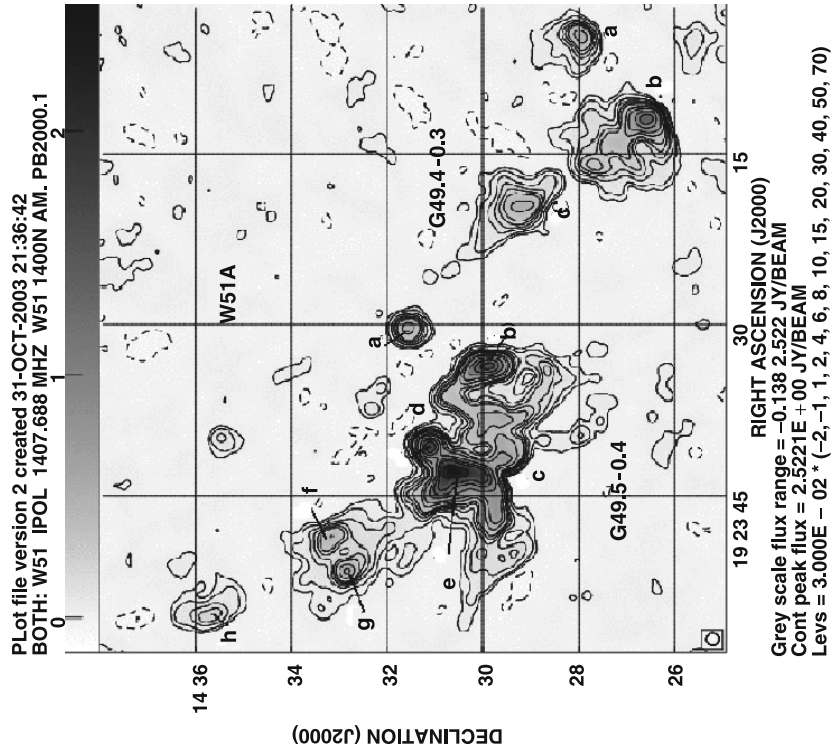 PLot file version 2 created 31-OCT-2003 21:36:42
BOTH: W51 IPOL 1407.688 MHZ W51 1400N AM. PB2000.1
0 1 2
W51A
G49.4-0.3
G49.5-0.4
a
b
c
a
b
c
d
e
f
g
h
14 36
34
32
30
28
26
DECLINATION (J2000)
19 23 45
30
15
RIGHT ASCENSION (J2000)
Grey scale flux range = -0.138 2.522 JY/BEAM
Cont peak flux = 2.5221E + 00 JY/BEAM
Levs = 3.000E - 02 * (-2, -1, 1, 2, 4, 6, 8, 10, 15, 20, 30, 40, 50, 70)